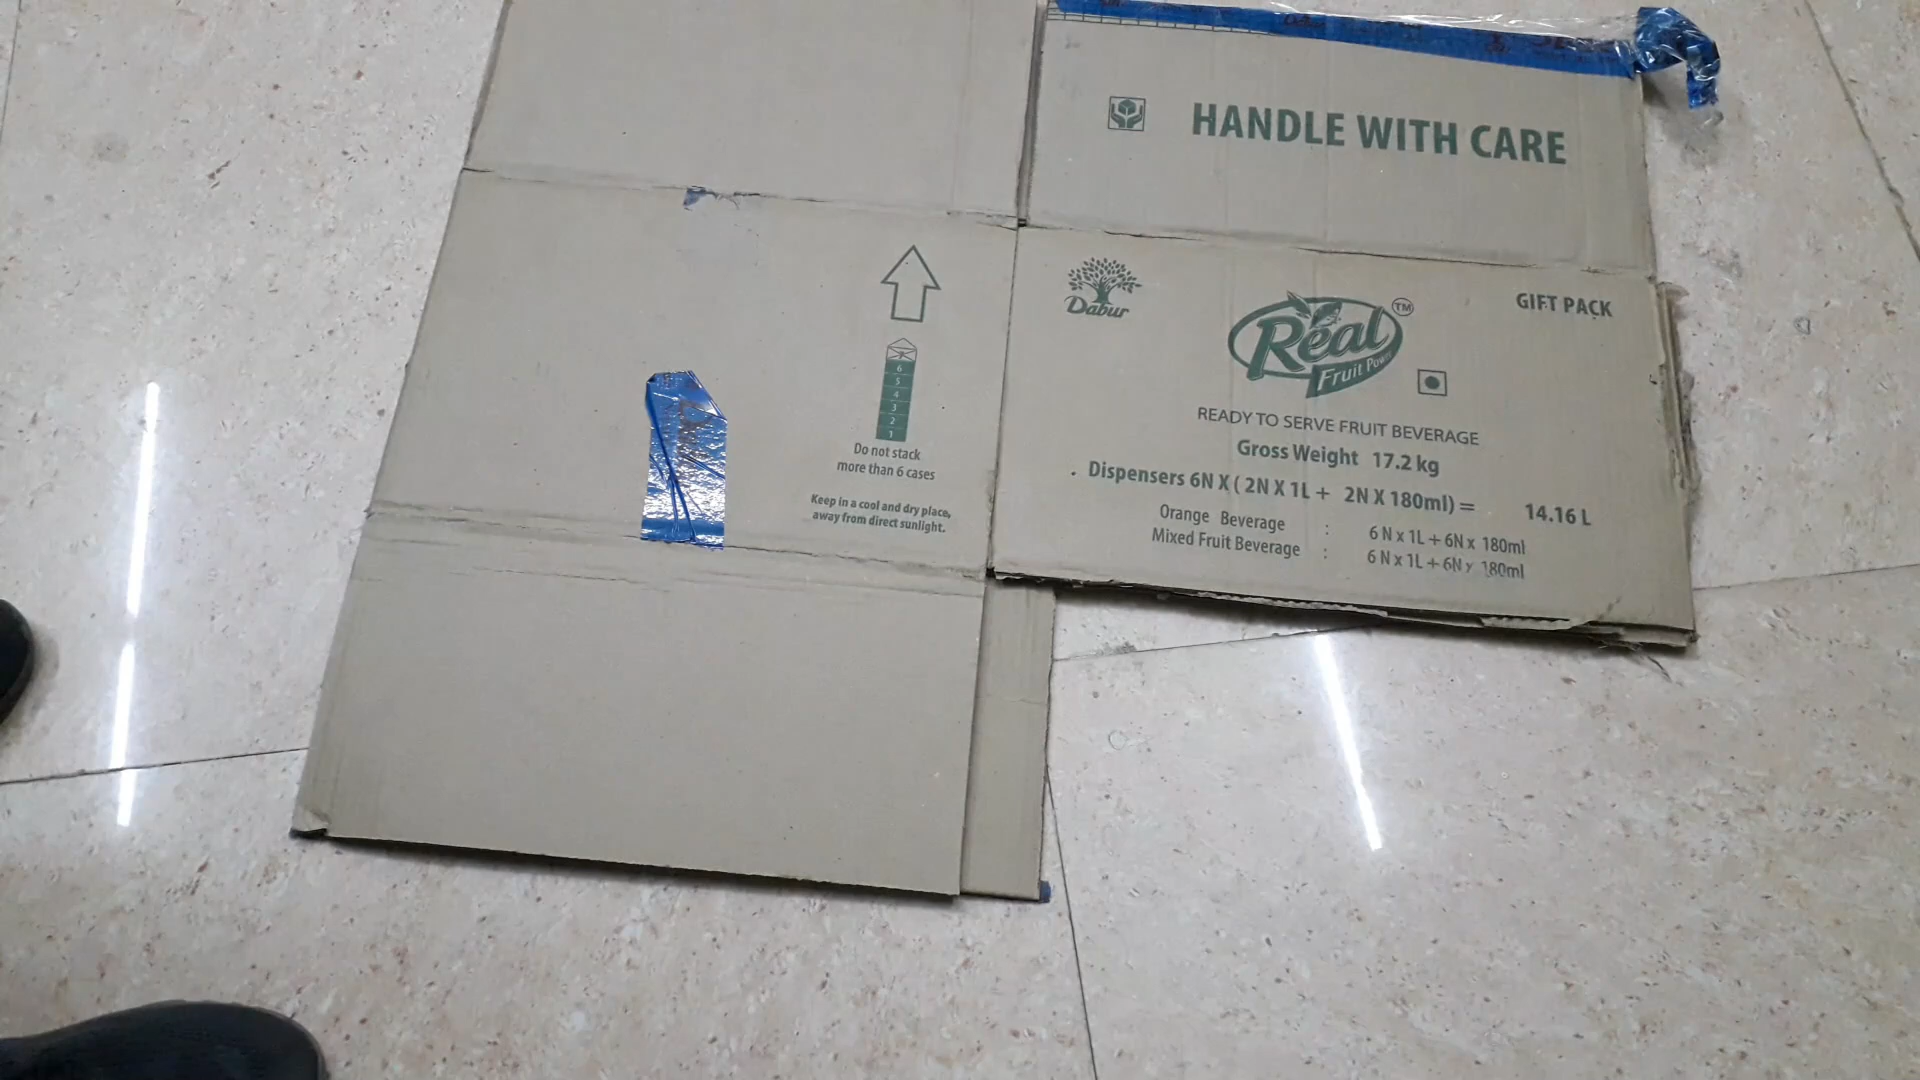 HANDLE WITH CARE
6
5
4
3
2
1
Do not stack
more than 6 cases
Keep in a cool and dry place,
away from direct sunlight.
Dabur
Réal TM
Fruit Power
GIFT PACK
READY TO SERVE FRUIT BEVERAGE
Gross Weight 17.2 kg
Dispensers 6N X ( 2N X 1L + 2N X 180ml) = 14.16 L
Orange Beverage : 6 N x 1L + 6N x 180ml
Mixed Fruit Beverage : 6 N x 1L + 6N x 180ml